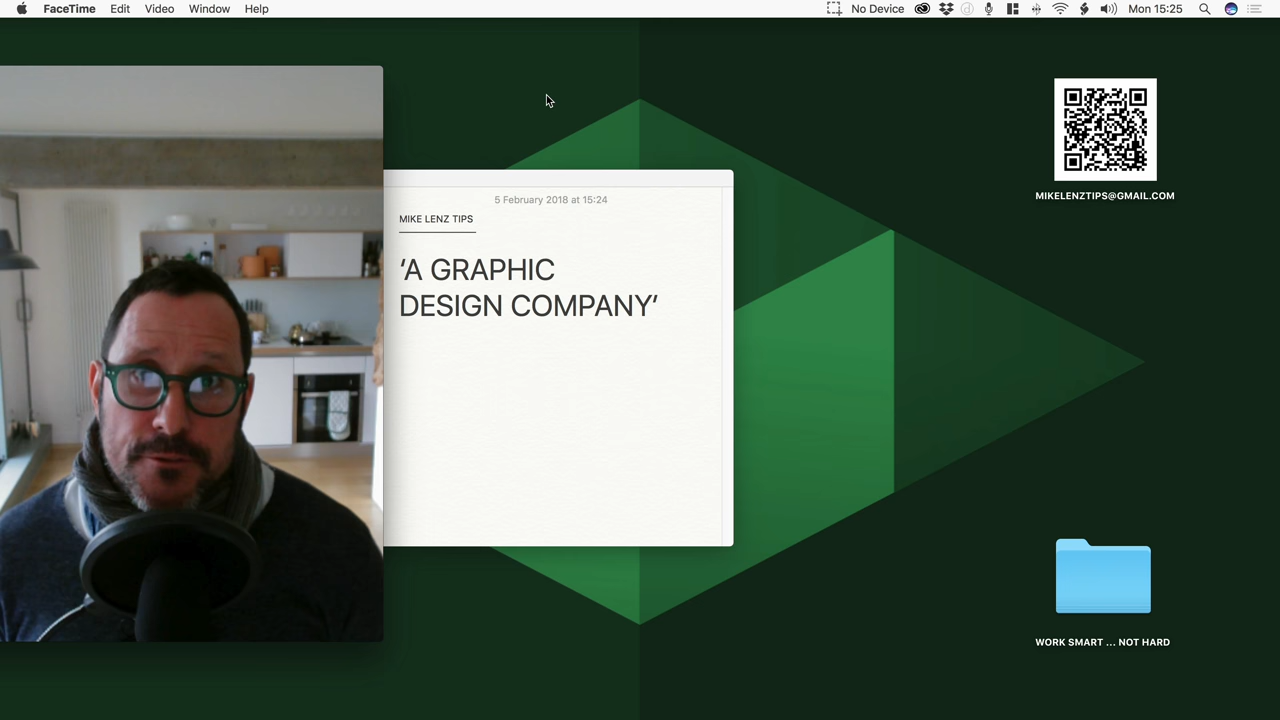 FaceTime Edit Video Window Help
No Device Mon 15:25
5 February 2018 at 15:24
MIKE LENZ TIPS
‘A GRAPHIC
DESIGN COMPANY’
MIKELENZTIPS@GMAIL.COM
WORK SMART ... NOT HARD